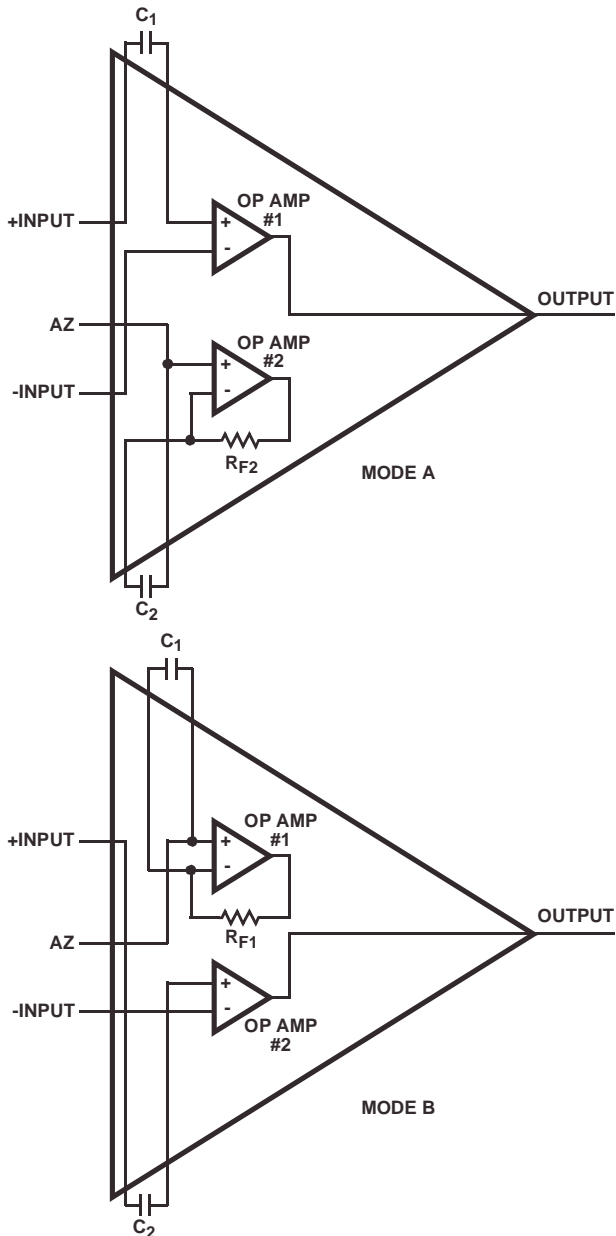 C1
+INPUT
OP AMP
#1
+
-
AZ
OUTPUT
OP AMP
#2
+
-
-INPUT
RF2
MODE A
C2
C1
+INPUT
OP AMP
#1
+
-
RF1
OUTPUT
AZ
-INPUT
+
-
OP AMP
#2
MODE B
C2